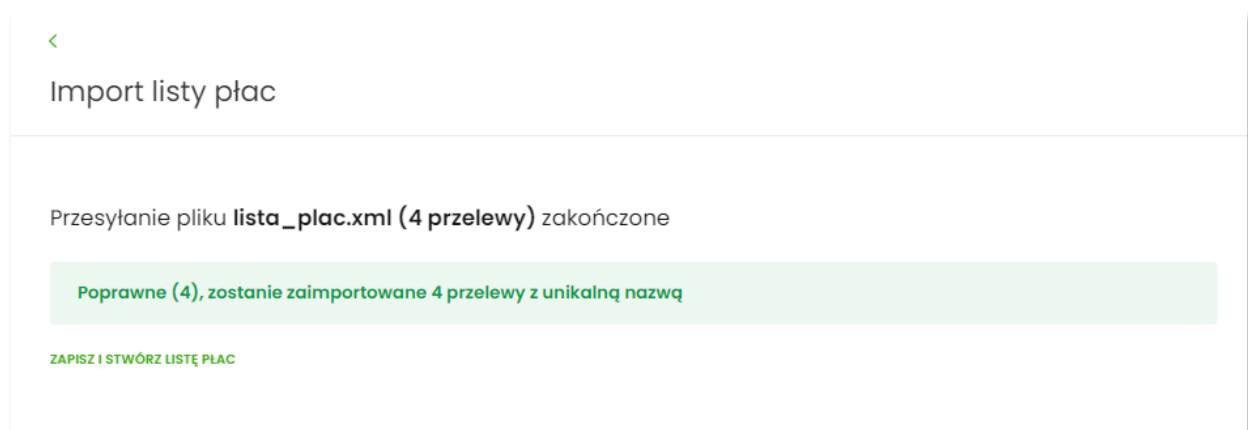 Import listy płac
Przesyłanie pliku lista_plac.xml (4 przelewy) zakończone
Poprawne (4), zostanie zaimportowane 4 przelewy z unikalną nazwą
ZAPISZ I STWÓRZ LISTĘ PŁAC